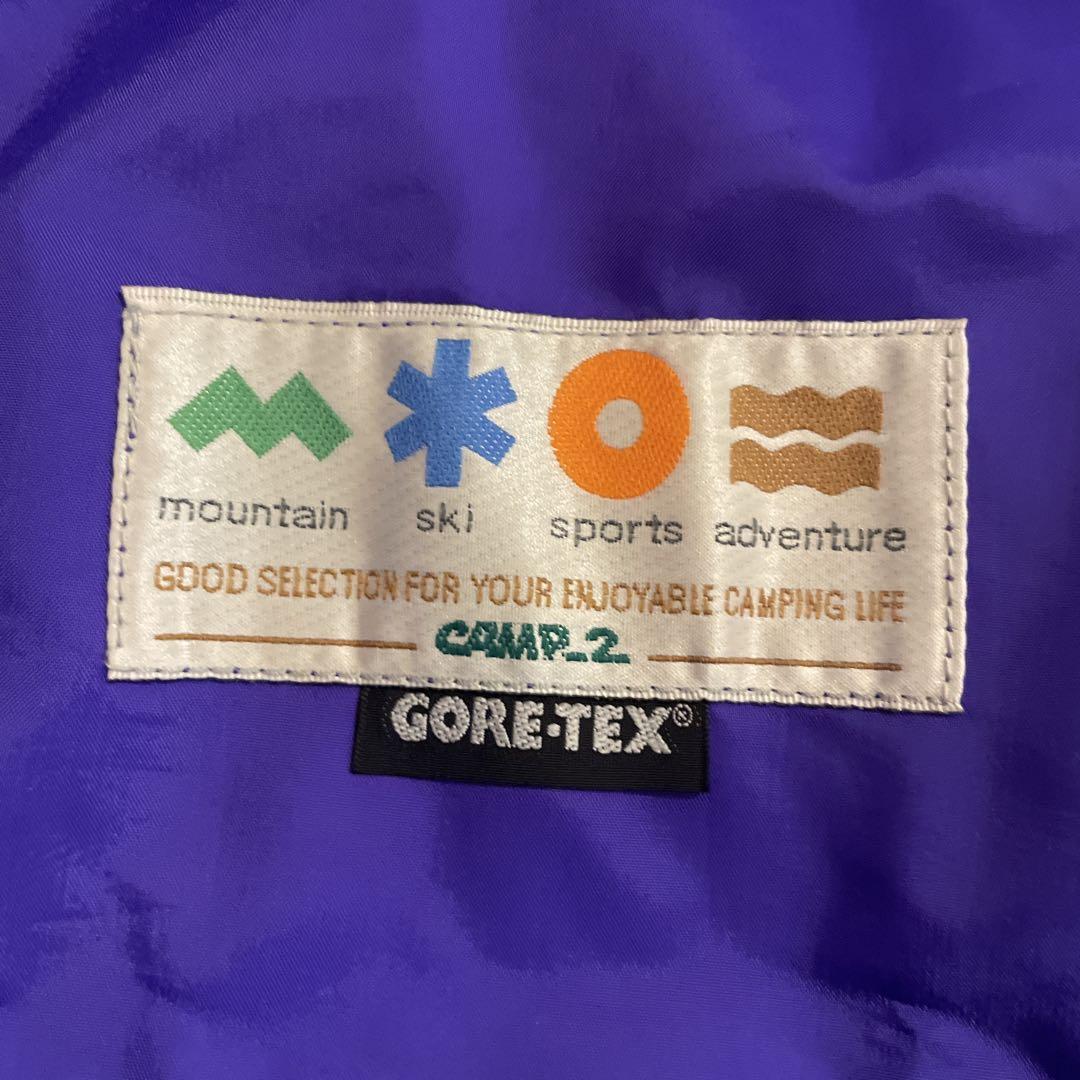 mountain ski sports adventure
GOOD SELECTION FOR YOUR ENJOYABLE CAMPING LIFE
CAMP_2
GORE-TEX®